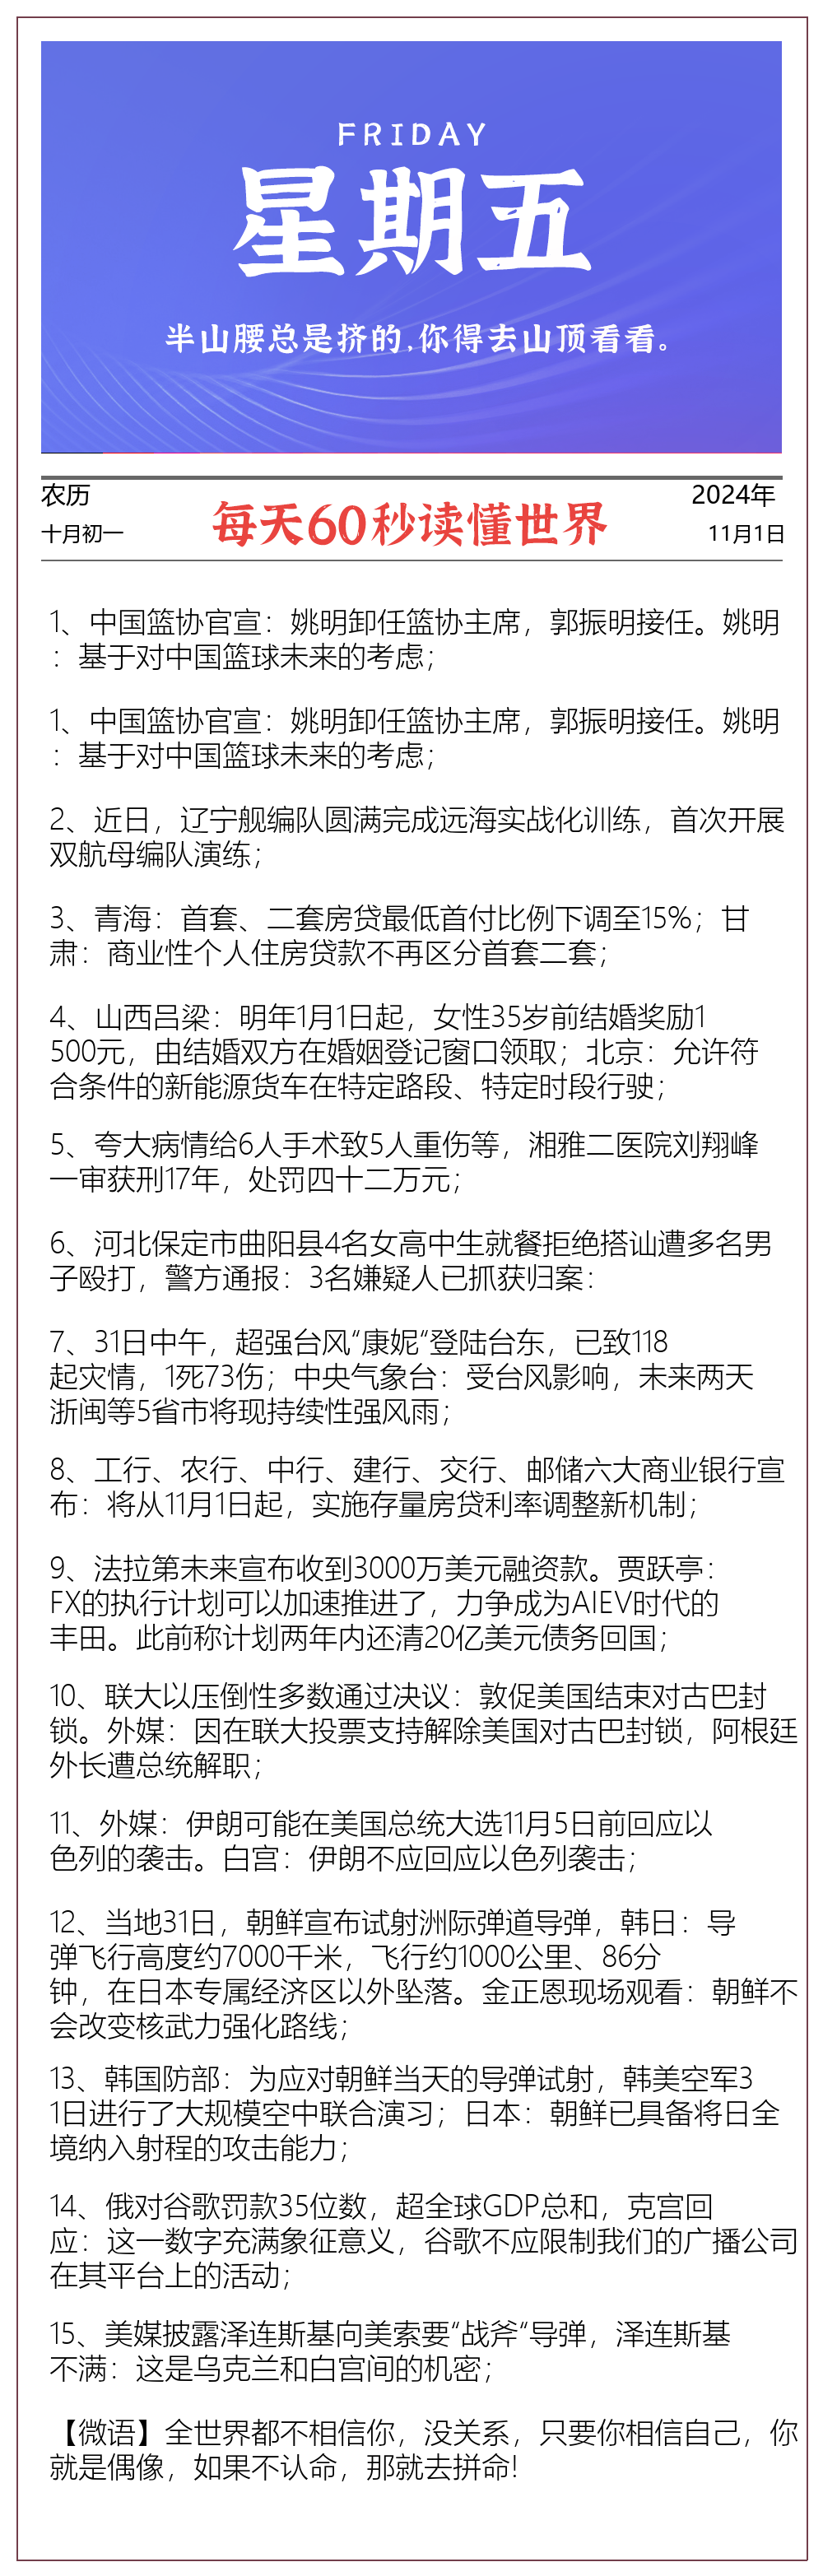 FRIDAY
星期五
半山腰总是挤的,你得去山顶看看。
农历
2024年
每天60秒读懂世界
十月初一
11月1日
1、中国篮协官宣：姚明卸任篮协主席，郭振明接任。姚明
：基于对中国篮球未来的考虑；
1、中国篮协官宣：姚明卸任篮协主席，郭振明接任。姚明
：基于对中国篮球未来的考虑；
2、近日，辽宁舰编队圆满完成远海实战化训练，首次开展
双航母编队演练；
3、青海：首套、二套房贷最低首付比例下调至15%；甘
肃：商业性个人住房贷款不再区分首套二套；
4、山西吕梁：明年1月1日起，女性35岁前结婚奖励1
500元，由结婚双方在婚姻登记窗口领取；北京：允许符
合条件的新能源货车在特定路段、特定时段行驶；
5、夸大病情给6人手术致5人重伤等，湘雅二医院刘翔峰
一审获刑17年，处罚四十二万元；
6、河北保定市曲阳县4名女高中生就餐拒绝搭讪遭多名男
子殴打，警方通报：3名嫌疑人已抓获归案：
7、31日中午，超强台风“康妮“登陆台东，已致118
起灾情，1死73伤；中央气象台：受台风影响，未来两天
浙闽等5省市将现持续性强风雨；
8、工行、农行、中行、建行、交行、邮储六大商业银行宣
布：将从11月1日起，实施存量房贷利率调整新机制；
9、法拉第未来宣布收到3000万美元融资款。贾跃亭：
FX的执行计划可以加速推进了，力争成为AIEV时代的
丰田。此前称计划两年内还清20亿美元债务回国；
10、联大以压倒性多数通过决议：敦促美国结束对古巴封
锁。外媒：因在联大投票支持解除美国对古巴封锁，阿根廷
外长遭总统解职；
11、外媒：伊朗可能在美国总统大选11月5日前回应以
色列的袭击。白宫：伊朗不应回应以色列袭击；
12、当地31日，朝鲜宣布试射洲际弹道导弹，韩日：导
弹飞行高度约7000千米，飞行约1000公里、86分
钟，在日本专属经济区以外坠落。金正恩现场观看：朝鲜不
会改变核武力强化路线；
13、韩国防部：为应对朝鲜当天的导弹试射，韩美空军3
1日进行了大规模空中联合演习；日本：朝鲜已具备将日全
境纳入射程的攻击能力；
14、俄对谷歌罚款35位数，超全球GDP总和，克宫回
应：这一数字充满象征意义，谷歌不应限制我们的广播公司
在其平台上的活动；
15、美媒披露泽连斯基向美索要“战斧“导弹，泽连斯基
不满：这是乌克兰和白宫间的机密；
【微语】全世界都不相信你，没关系，只要你相信自己，你
就是偶像，如果不认命，那就去拼命!